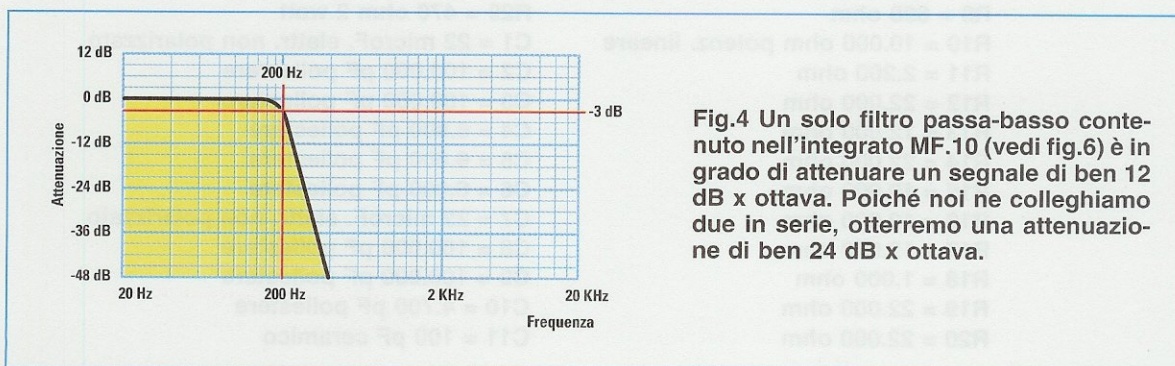 12 dB
0 dB
-12 dB
-24 dB
-36 dB
-48 dB
Attenuazione
200 Hz
-3 dB
20 Hz
200 Hz
2 KHz
20 KHz
Frequenza
Fig.4 Un solo filtro passa-basso conte-
nuto nell'integrato MF.10 (vedi fig.6) è in
grado di attenuare un segnale di ben 12
dB x ottava. Poiché noi ne colleghiamo
due in serie, otterremo una attenuazio-
ne di ben 24 dB x ottava.
R10 = 10.000 ohm potenz. lineare
R11 = 2.200 ohm
R12 = 22.000 ohm
R18 = 1.000 ohm
R19 = 22.000 ohm
R20 = 22.000 ohm
C10 = 4.700 pF poliestere
C11 = 100 pF ceramico